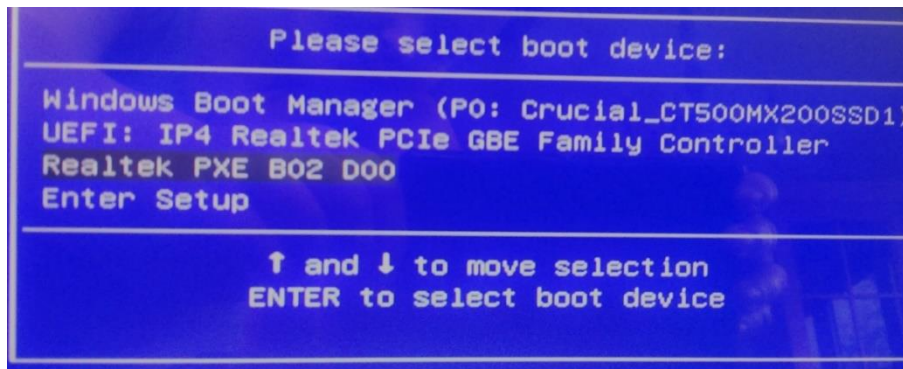 Please select boot device:
Windows Boot Manager (P0: Crucial_CT500MX200SSD1)
UEFI: IP4 Realtek PCIe GBE Family Controller
Realtek PXE B02 D00
Enter Setup
↑ and ↓ to move selection
ENTER to select boot device